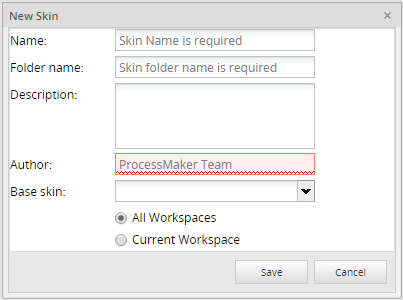 New Skin
Name: Skin Name is required
Folder name: Skin folder name is required
Description:
Author: ProcessMaker Team
Base skin:
All Workspaces
Current Workspace
Save Cancel